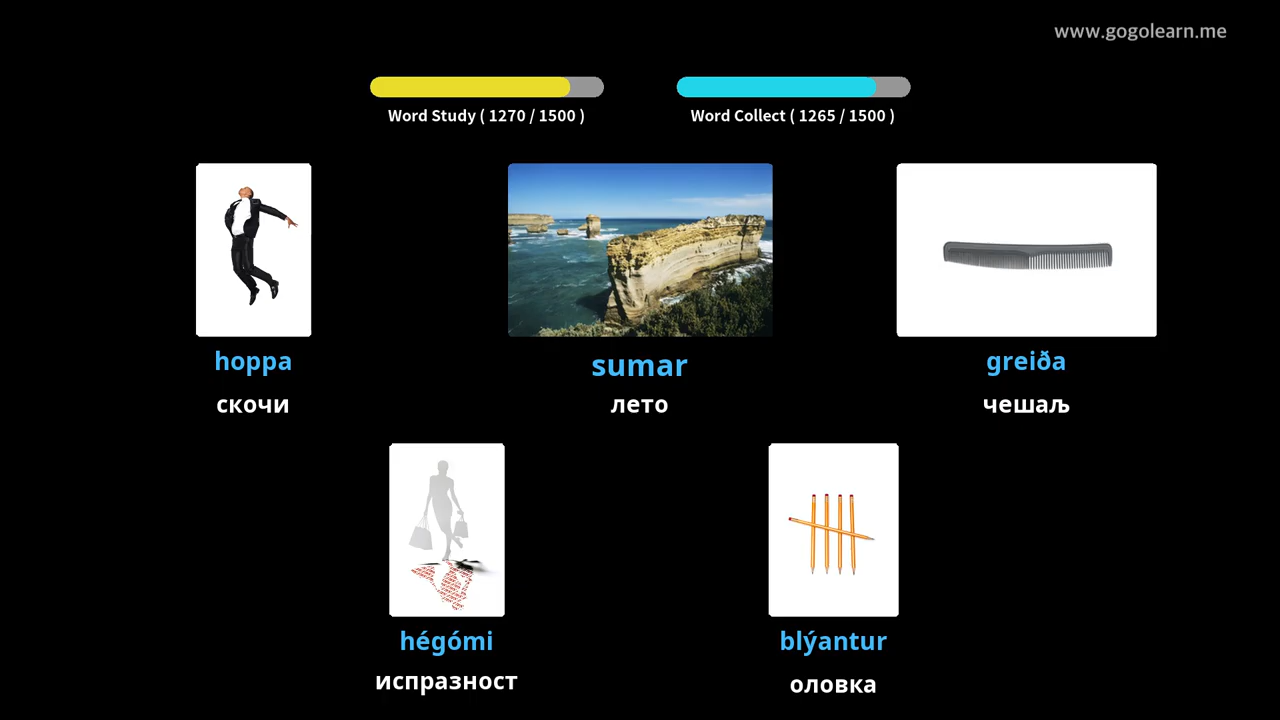 www.gogolearn.me
Word Study ( 1270 / 1500 )
Word Collect ( 1265 / 1500 )
hoppa
скочи
sumar
лето
greiða
чешаљ
hégómi
испразност
blýantur
оловка